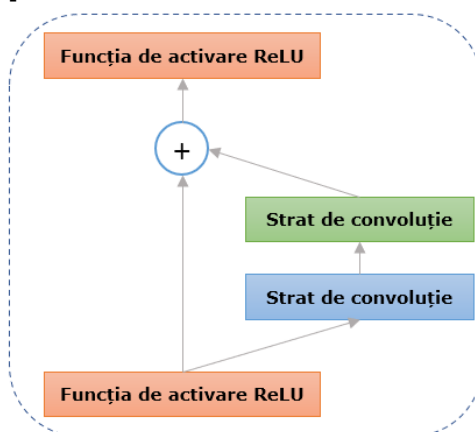 Funcția de activare ReLU
+
Strat de convoluție
Strat de convoluție
Funcția de activare ReLU